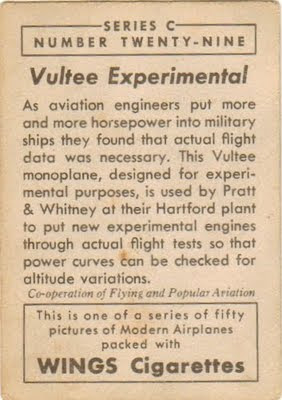 SERIES C
NUMBER TWENTY-NINE
Vultee Experimental
As aviation engineers put more
and more horsepower into military
ships they found that actual flight
data was necessary. This Vultee
monoplane, designed for experi-
mental purposes, is used by Pratt
& Whitney at their Hartford plant
to put new experimental engines
through actual flight tests so that
power curves can be checked for
altitude variations.
Co-operation of Flying and Popular Aviation
This is one of a series of fifty
pictures of Modern Airplanes
packed with
WINGS Cigarettes